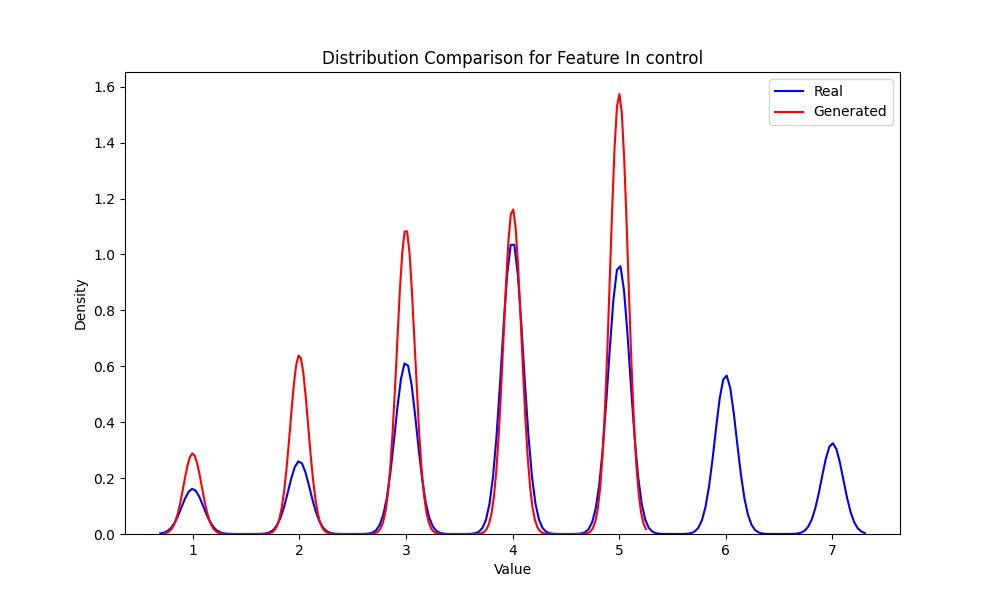 Distribution Comparison for Feature In control
Real
Generated
Density
1.6
1.4
1.2
1.0
0.8
0.6
0.4
0.2
0.0
1 2 3 4 5 6 7
Value